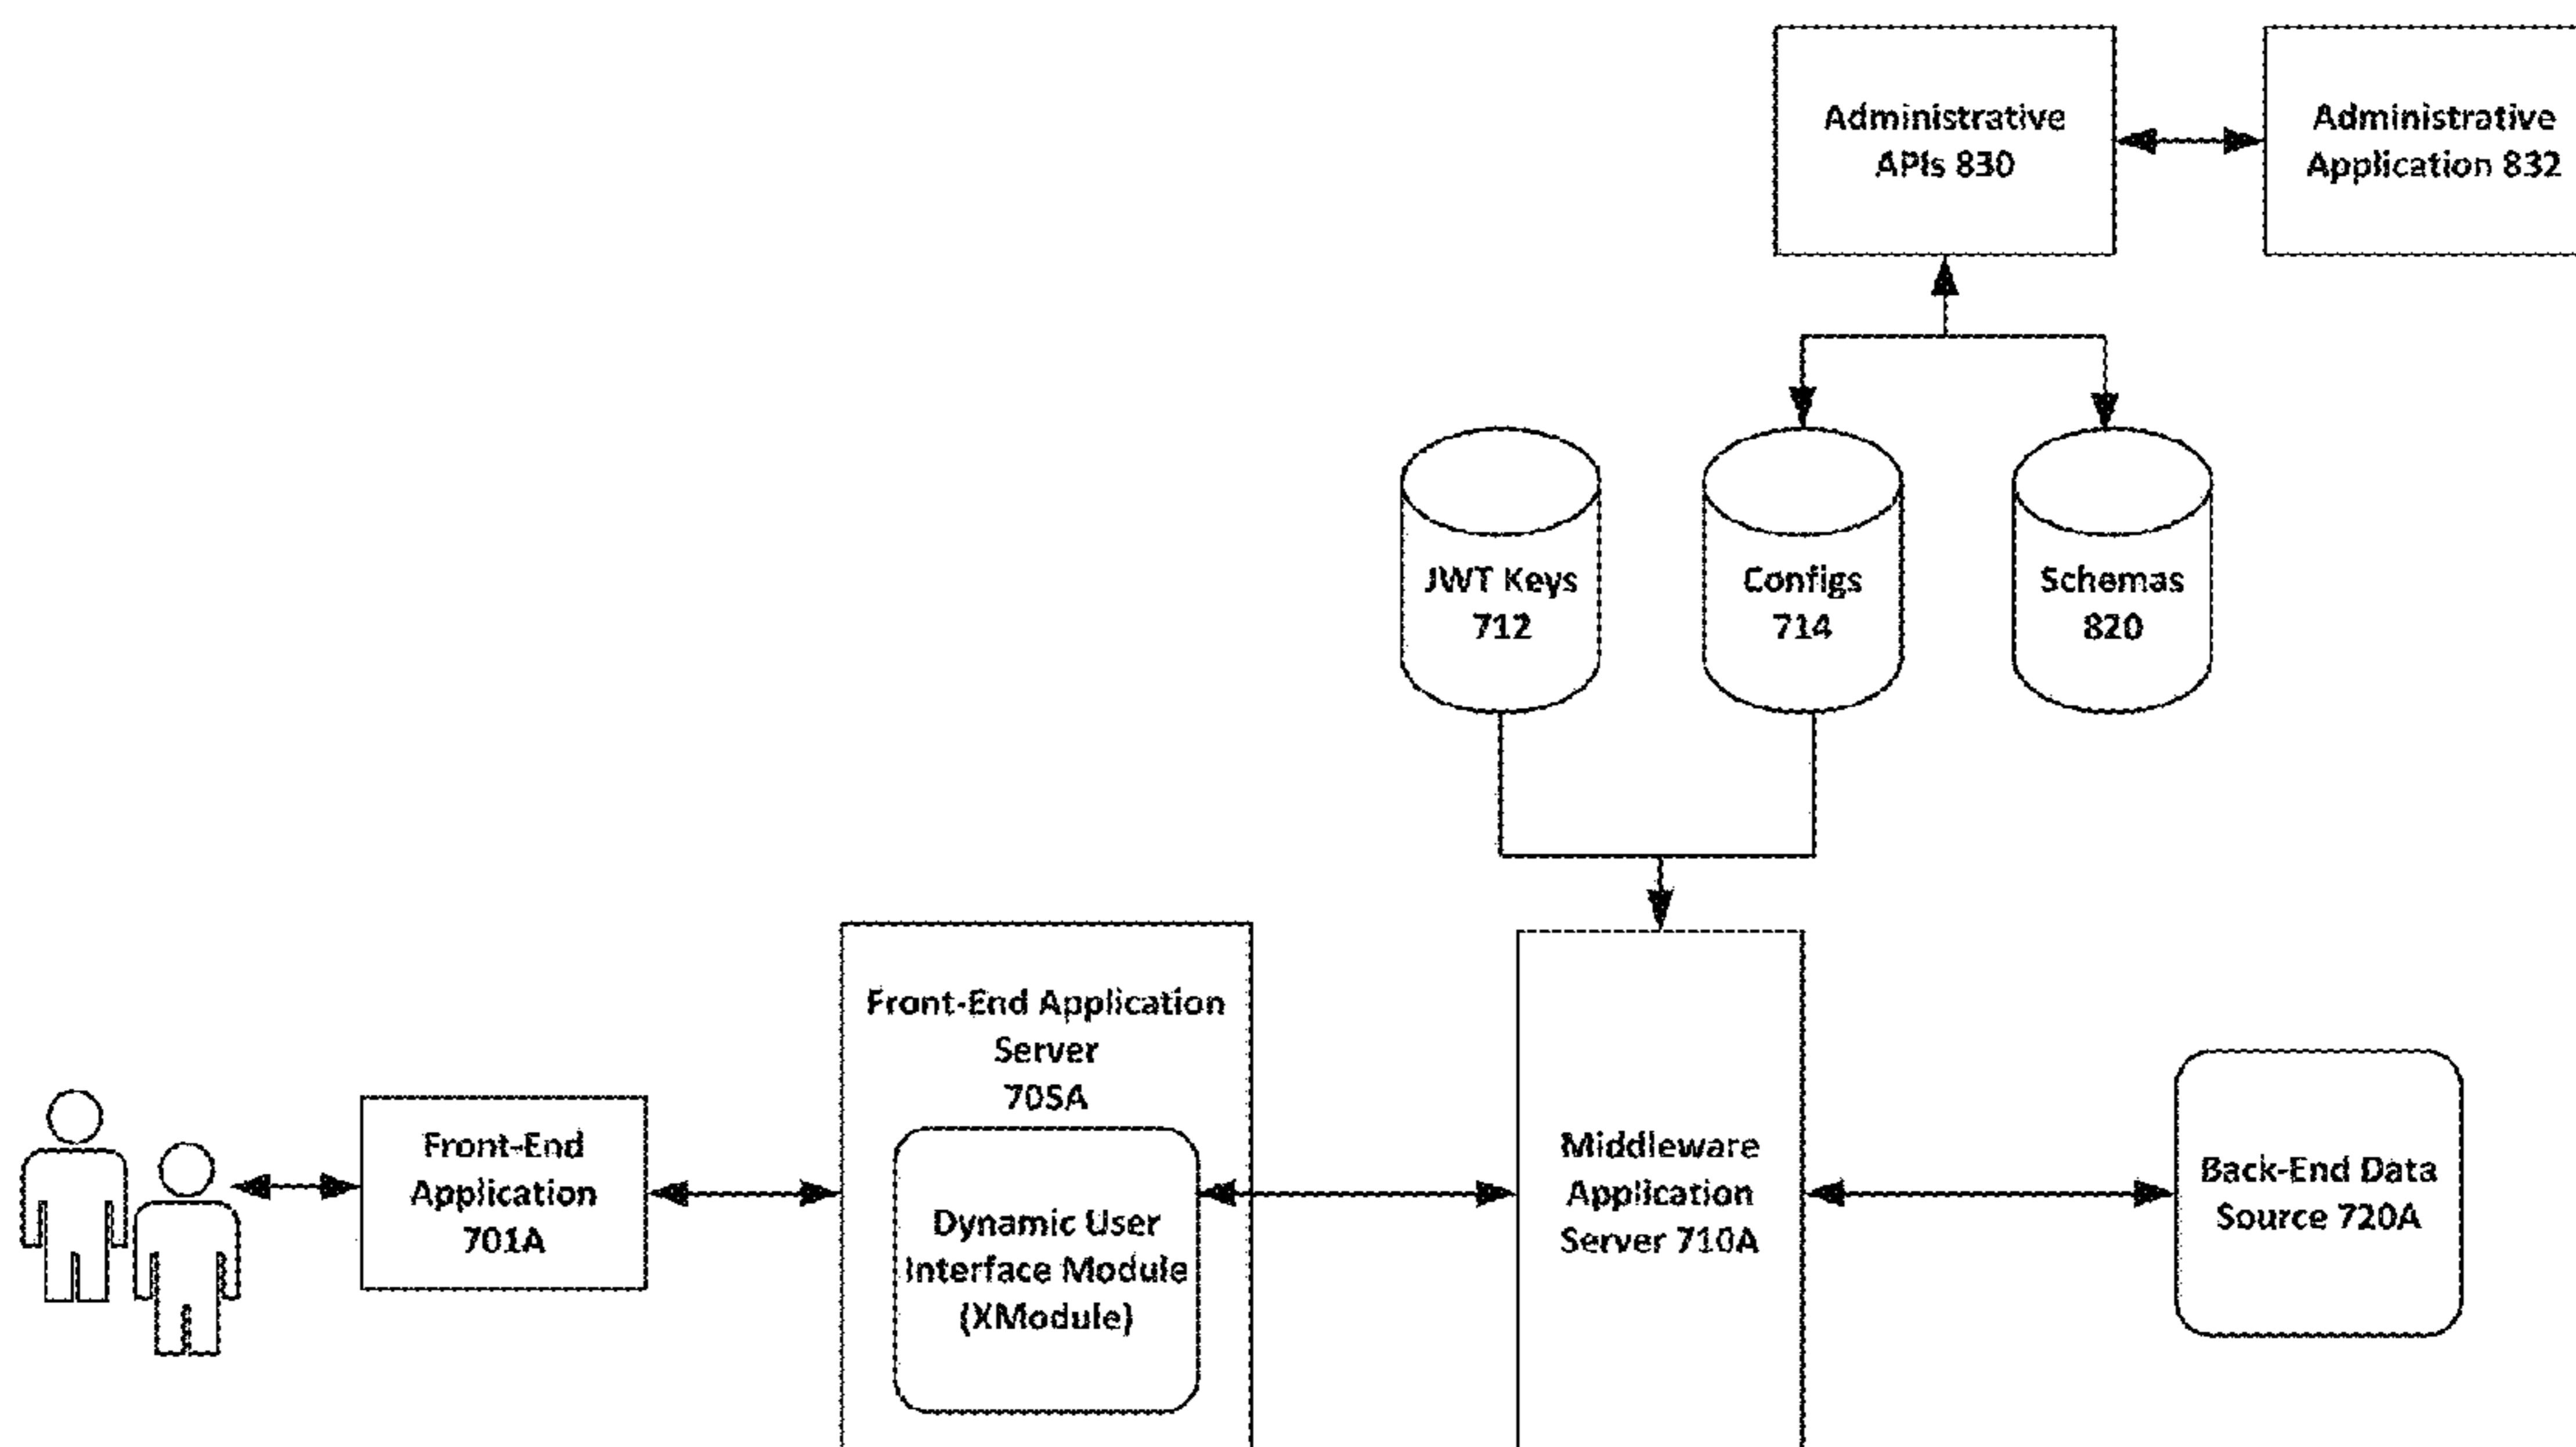 Administrative
APIs 830
Administrative
Application 832
JWT Keys
712
Configs
714
Schemas
820
Front-End Application
Server
705A
Front-End
Application
701A
Dynamic User
Interface Module
(XModule)
Middleware
Application
Server 710A
Back-End Data
Source 720A